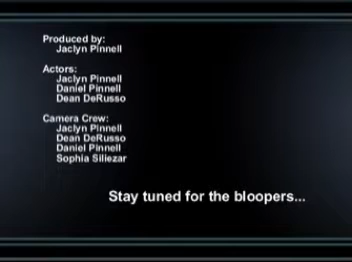 Produced by:
Jaclyn Pinnell
Actors:
Jaclyn Pinnell
Daniel Pinnell
Dean DeRusso
Camera Crew:
Jaclyn Pinnell
Dean DeRusso
Daniel Pinnell
Sophia Siliezar
Stay tuned for the bloopers...